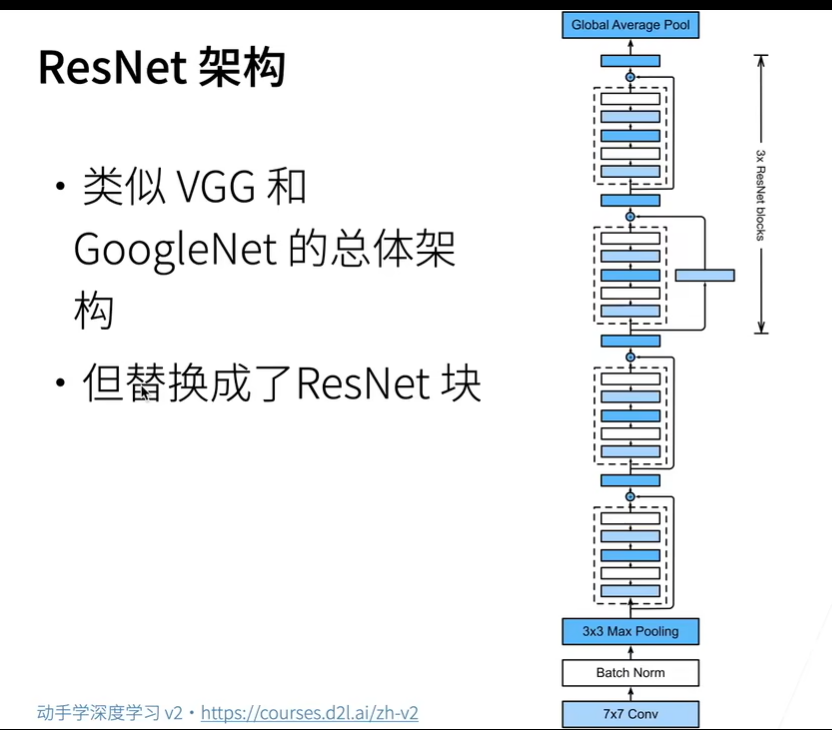 ResNet 架构
• 类似 VGG 和
GoogleNet 的总体架
构
• 但替换成了ResNet 块
Global Average Pool
3x ResNet blocks
3x3 Max Pooling
Batch Norm
7x7 Conv
动手学深度学习 v2 · https://courses.d2l.ai/zh-v2